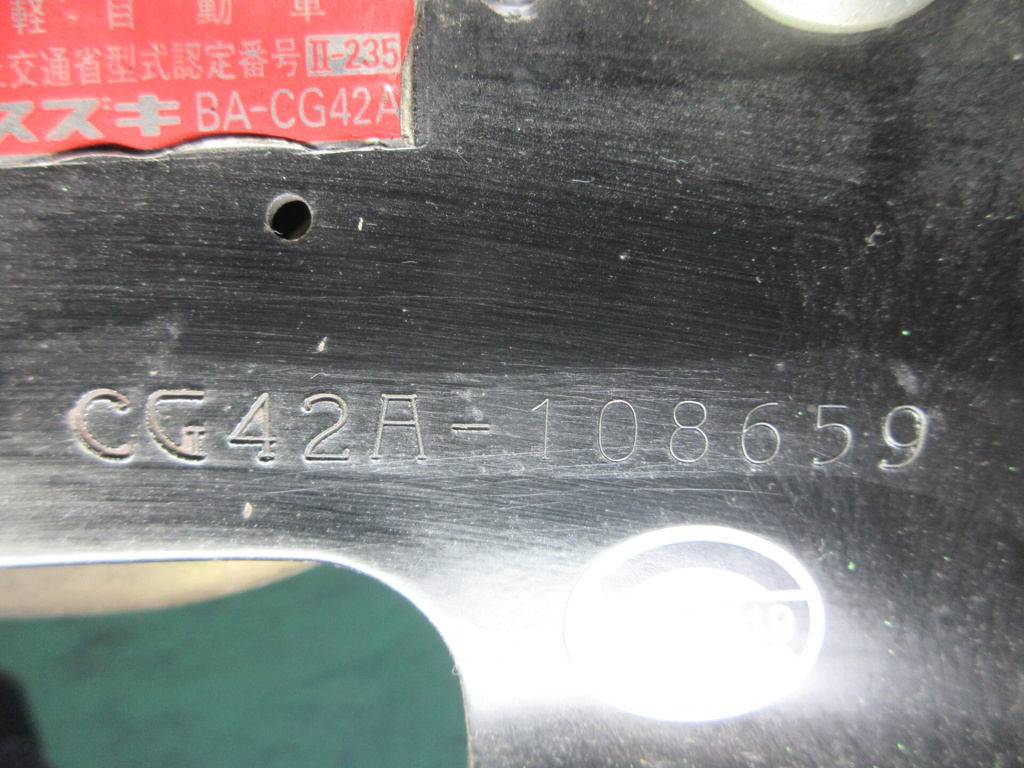 軽自動車
交通省型式認定番号 II-235
スズキ BA-CG42A
CG42A-108659
19